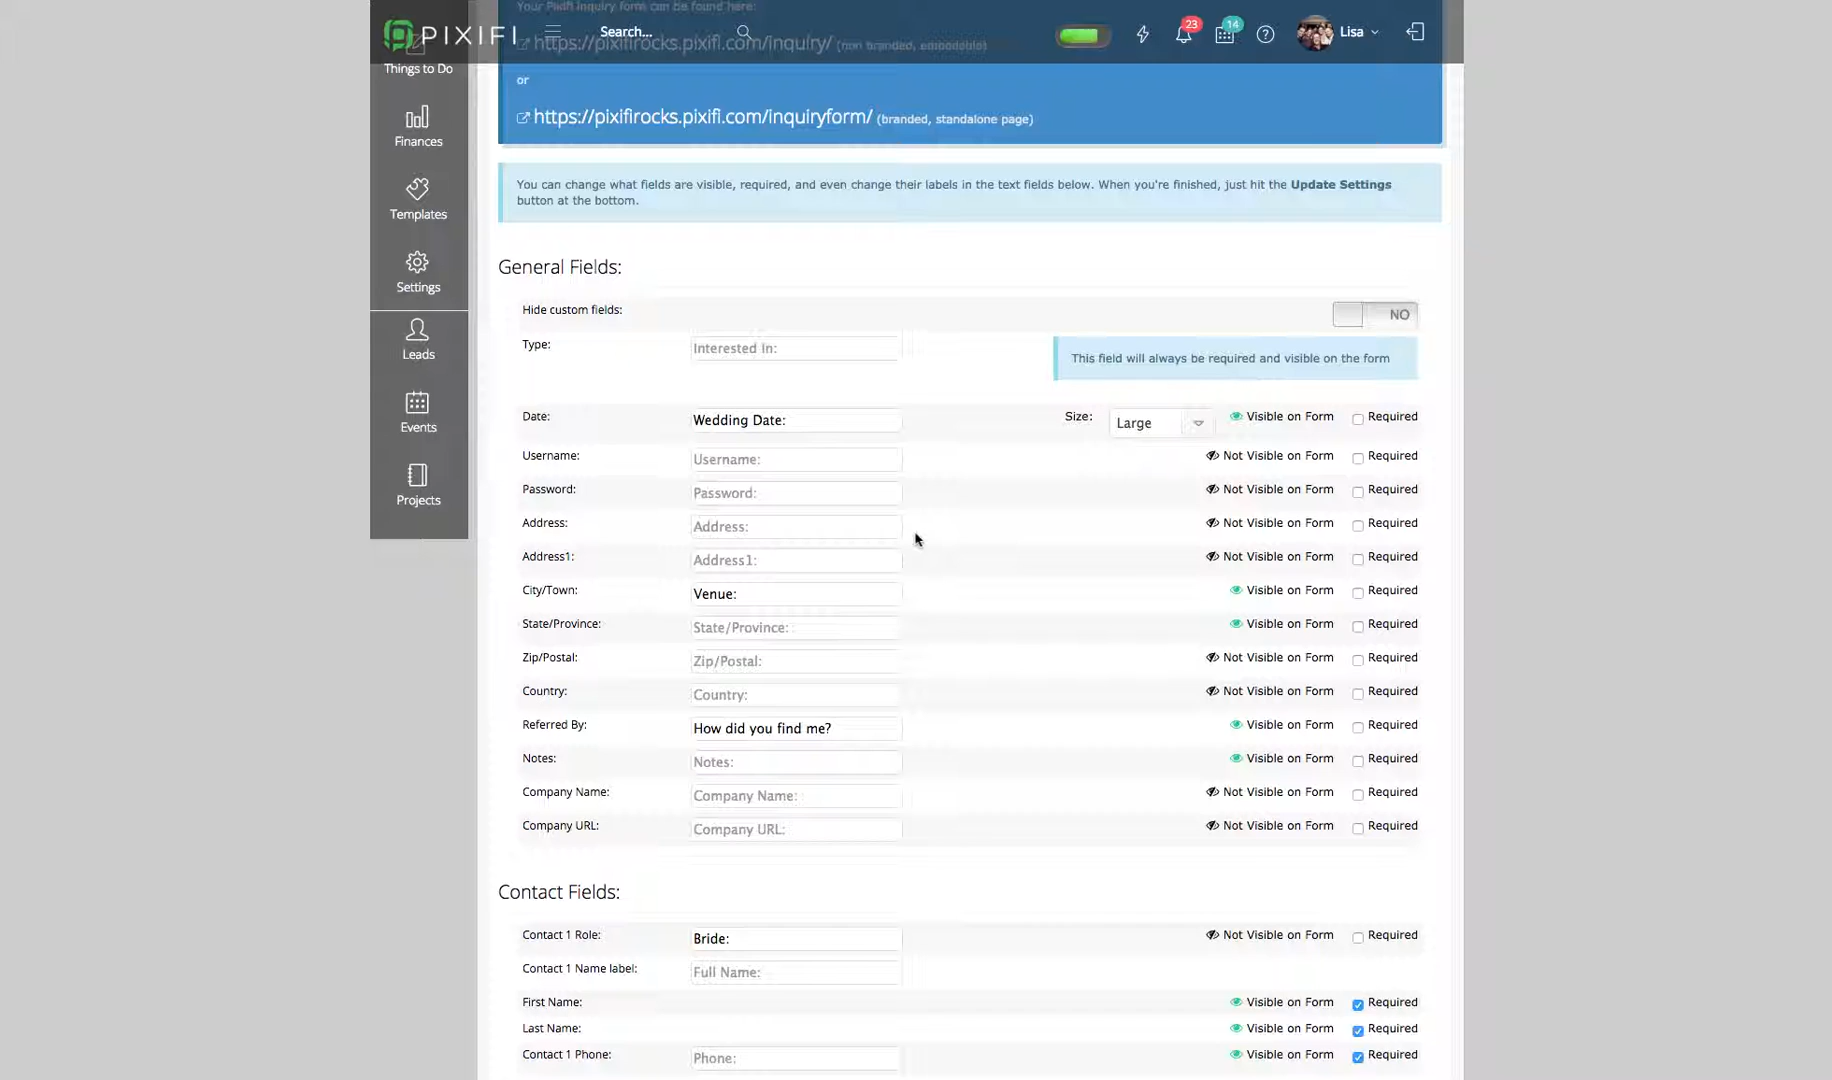 Your Pixifi Inquiry form can be found here:
PIXIFI
Search...
23
14
Lisa
https://pixifirocks.pixifi.com/inquiry/ (non branded, embeddable)
Things to Do
or
https://pixifirocks.pixifi.com/inquiryform/ (branded, standalone page)
Finances
Templates
Settings
Leads
Events
Projects
You can change what fields are visible, required, and even change their labels in the text fields below. When you're finished, just hit the Update Settings
button at the bottom.
General Fields:
Hide custom fields: NO
Type: Interested In: This field will always be required and visible on the form
Date: Wedding Date: Size: Large Visible on Form Required
Username: Username: Not Visible on Form Required
Password: Password: Not Visible on Form Required
Address: Address: Not Visible on Form Required
Address1: Address1: Not Visible on Form Required
City/Town: Venue: Visible on Form Required
State/Province: State/Province: Visible on Form Required
Zip/Postal: Zip/Postal: Not Visible on Form Required
Country: Country: Not Visible on Form Required
Referred By: How did you find me? Visible on Form Required
Notes: Notes: Visible on Form Required
Company Name: Company Name: Not Visible on Form Required
Company URL: Company URL: Not Visible on Form Required
Contact Fields:
Contact 1 Role: Bride: Not Visible on Form Required
Contact 1 Name label: Full Name:
First Name: Visible on Form Required
Last Name: Visible on Form Required
Contact 1 Phone: Phone: Visible on Form Required